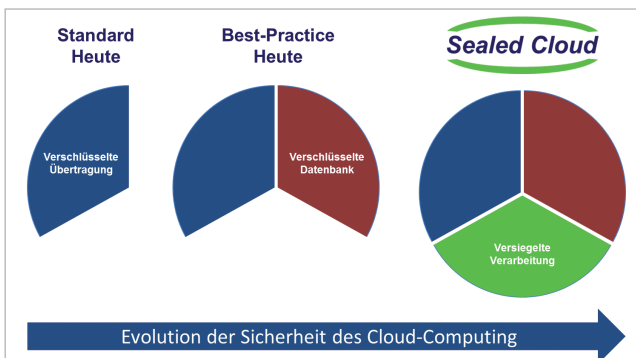 Standard
Heute
Best-Practice
Heute
Sealed Cloud
Verschlüsselte
Übertragung
Verschlüsselte
Datenbank
Versiegelte
Verarbeitung
Evolution der Sicherheit des Cloud-Computing